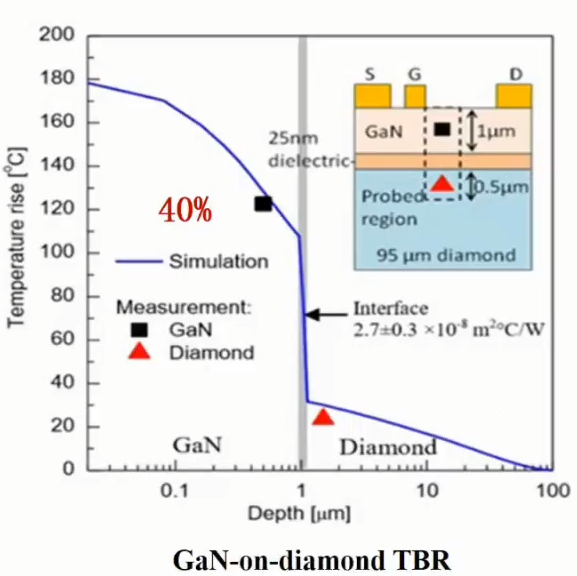 200
180
160
140
120
100
80
60
40
20
0
Temperature rise [°C]
S G D
GaN
1μm
25nm
dielectric
0.5μm
Probed
region
95 μm diamond
40%
Simulation
Measurement:
GaN
Diamond
Interface
2.7±0.3 ×10⁻⁸ m²°C/W
GaN
Diamond
0.1 1 10 100
Depth [μm]
GaN-on-diamond TBR